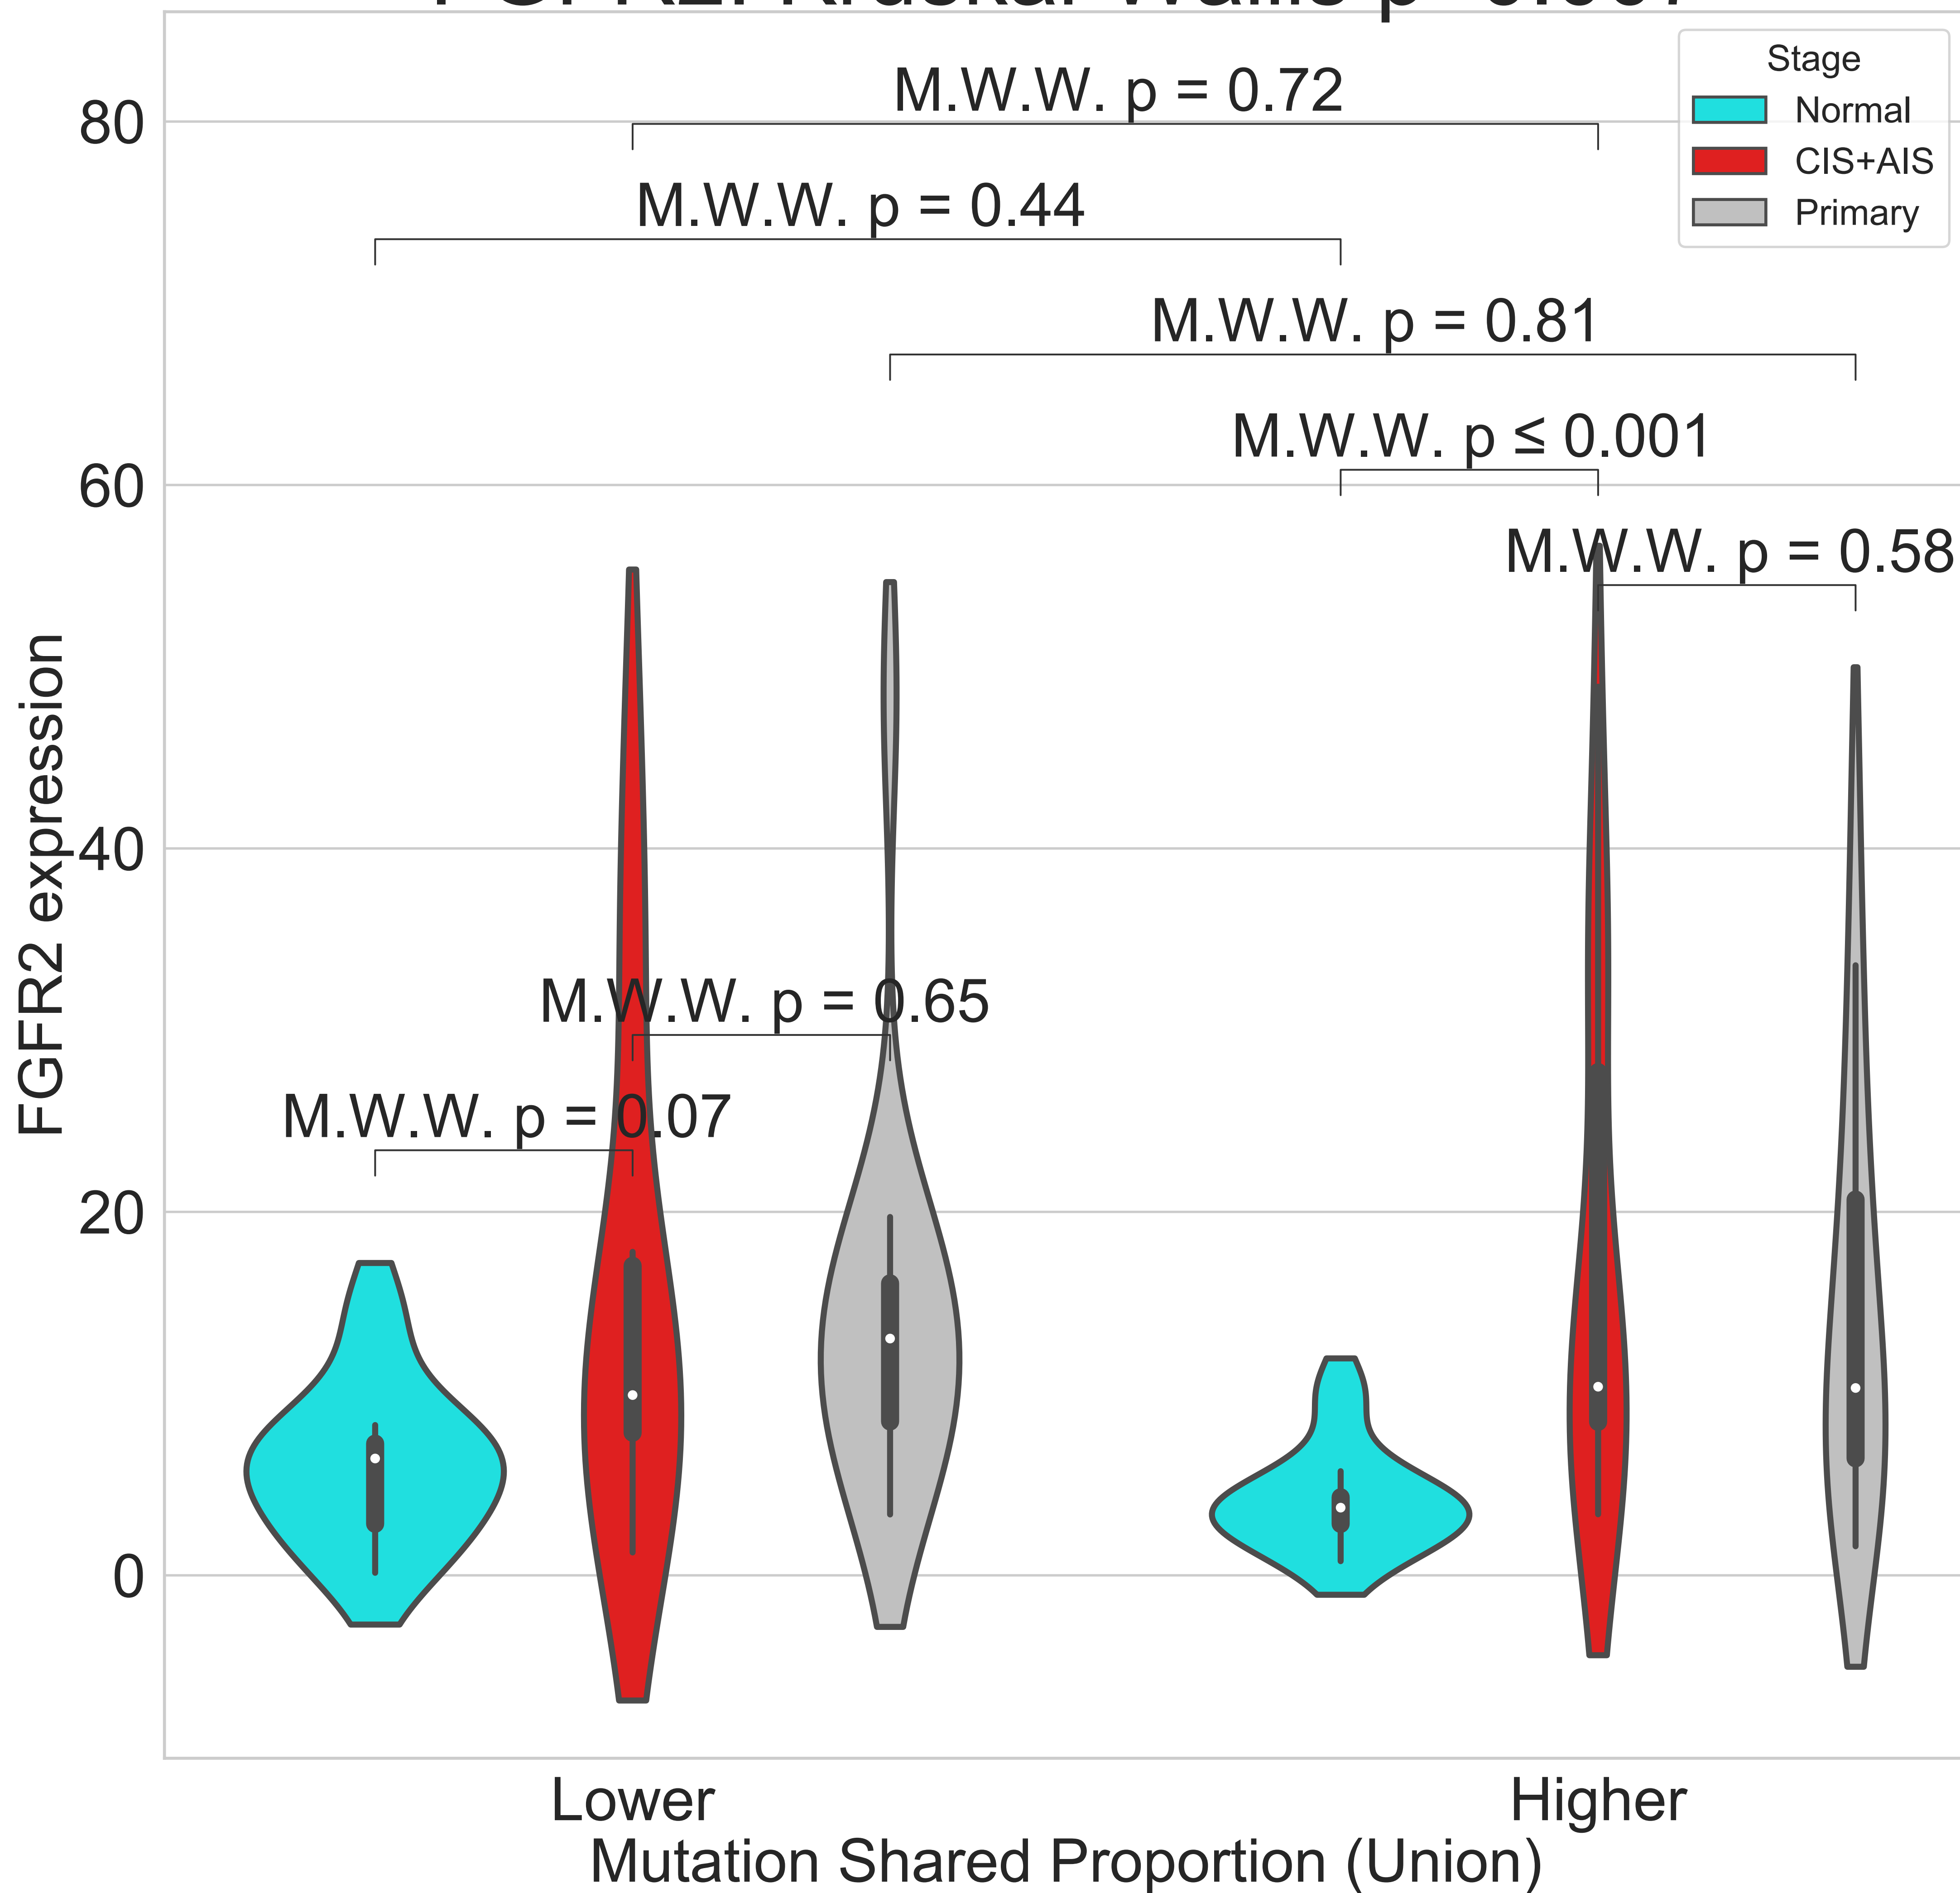 Stage
Normal
CIS+AIS
Primary
M.W.W. p = 0.72
M.W.W. p = 0.44
M.W.W. p = 0.81
M.W.W. p ≤ 0.001
M.W.W. p = 0.58
M.W.W. p = 0.65
M.W.W. p = 0.07
80
60
40
20
0
FGFR2 expression
Lower
Higher
Mutation Shared Proportion (Union)